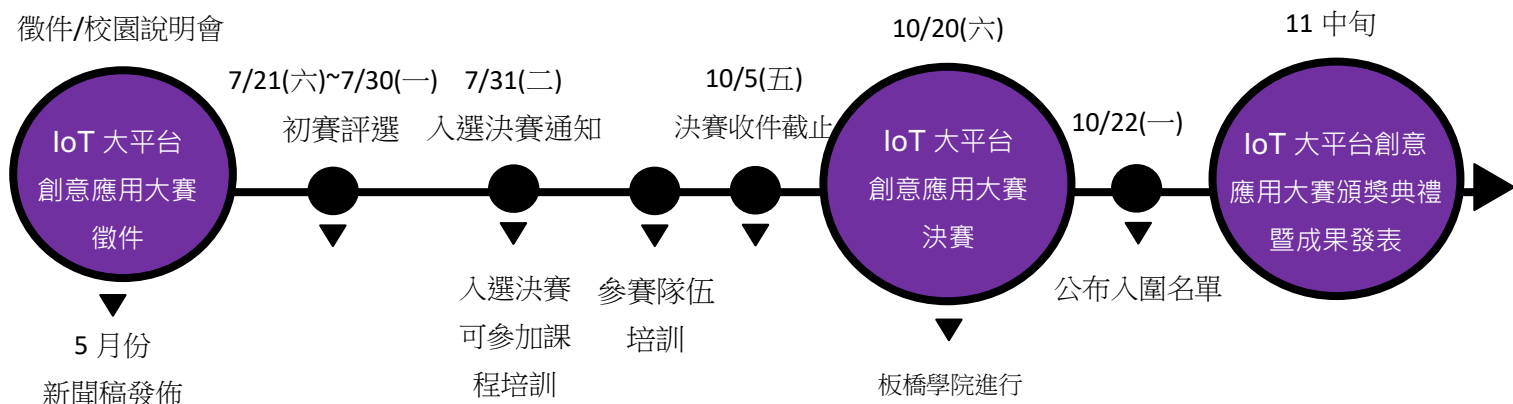 徵件/校園說明會
IoT 大平台
創意應用大賽
徵件
5 月份
新聞稿發佈
7/21(六)~7/30(一)
初賽評選
7/31(二)
入選決賽通知
入選決賽
可參加課
程培訓
參賽隊伍
培訓
10/5(五)
決賽收件截止
10/20(六)
IoT 大平台
創意應用大賽
決賽
板橋學院進行
10/22(一)
公布入圍名單
11 中旬
IoT 大平台創意
應用大賽頒獎典禮
暨成果發表